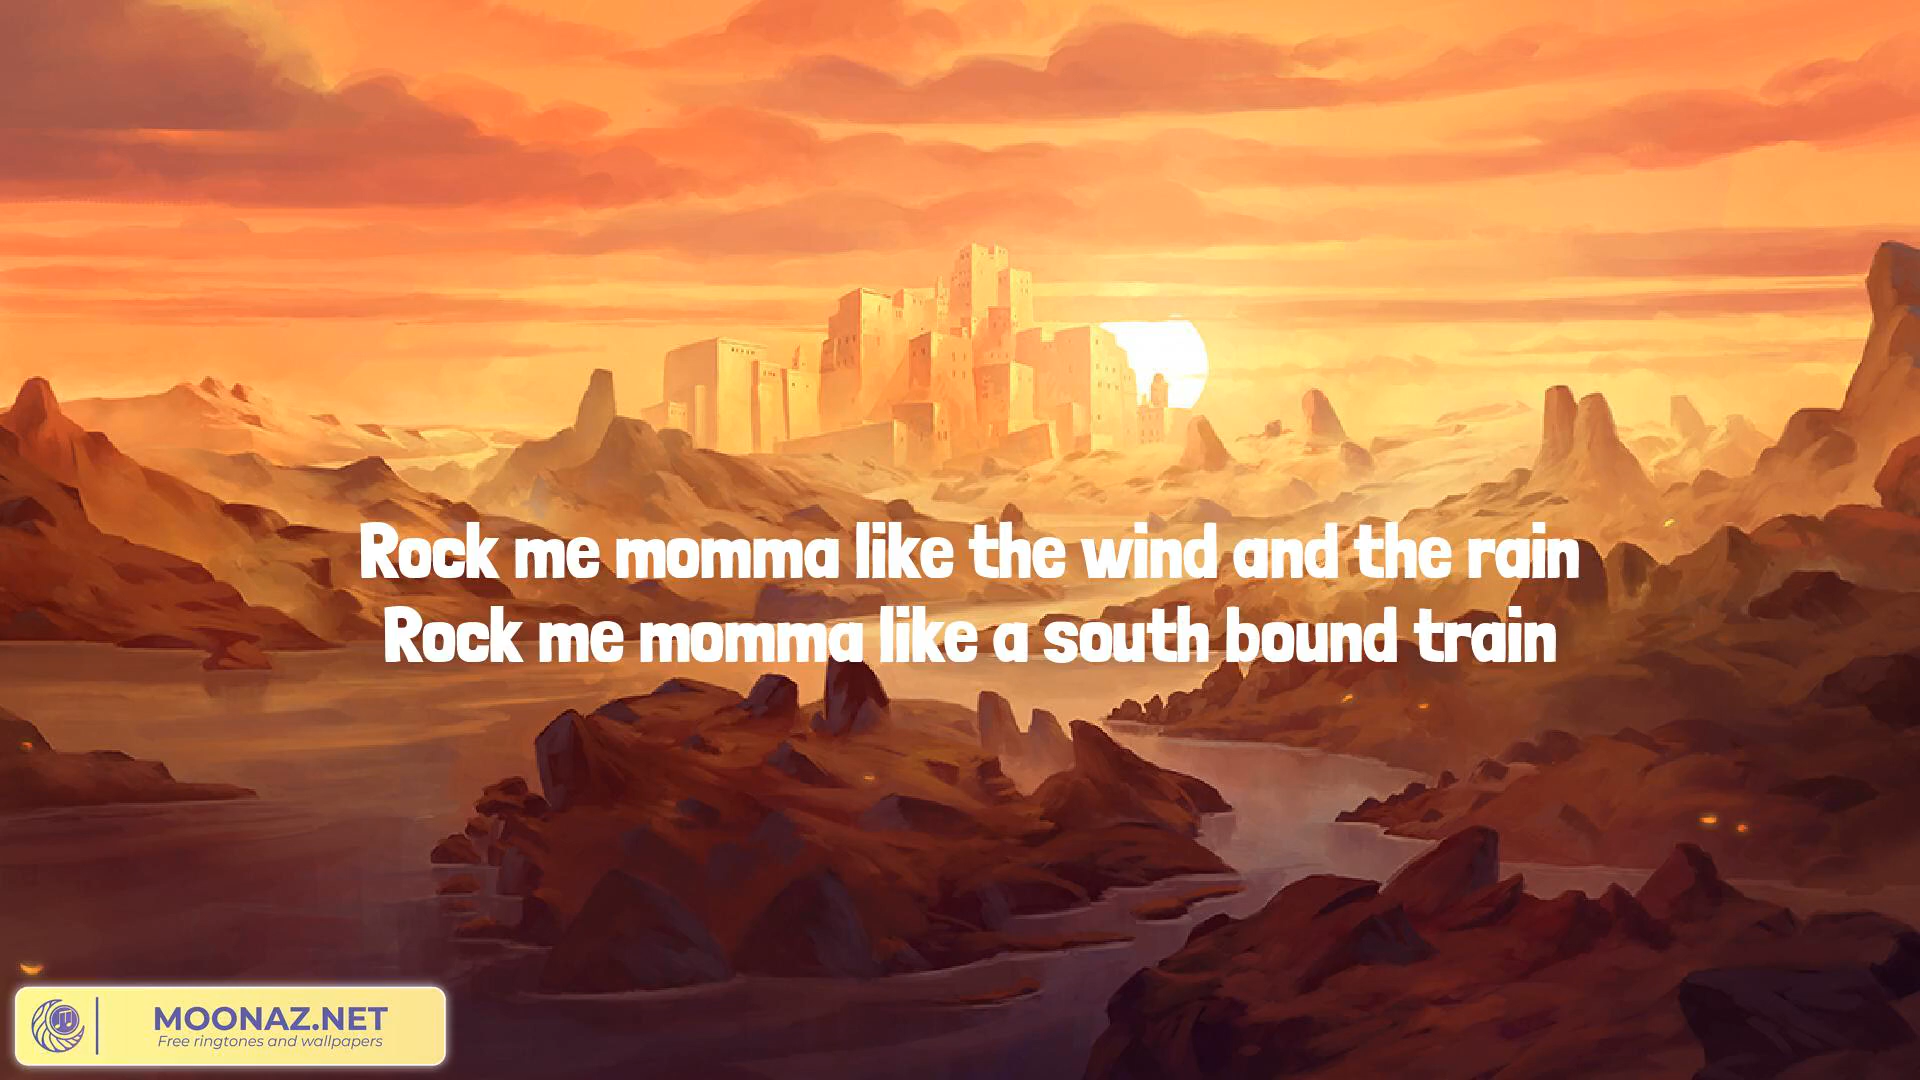 Rock me momma like the wind and the rain
Rock me momma like a south bound train
MOONAZ.NET
Free ringtones and wallpapers